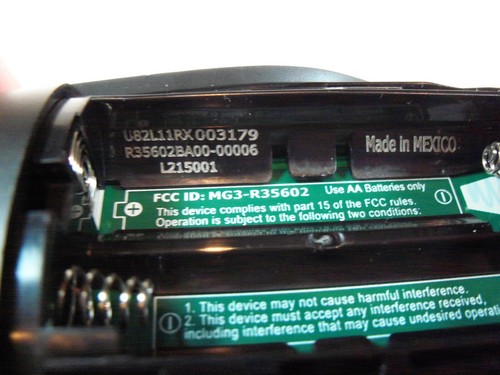 U82L11RX003179
R35602BA00-00006
L215001
Made in MEXICO
FCC ID: MG3-R35602 Use AA Batteries only
This device complies with part 15 of the FCC rules.
Operation is subject to the following two conditions:
1. This device may not cause harmful interference.
2. This device must accept any interference received,
including interference that may cause undesired operati